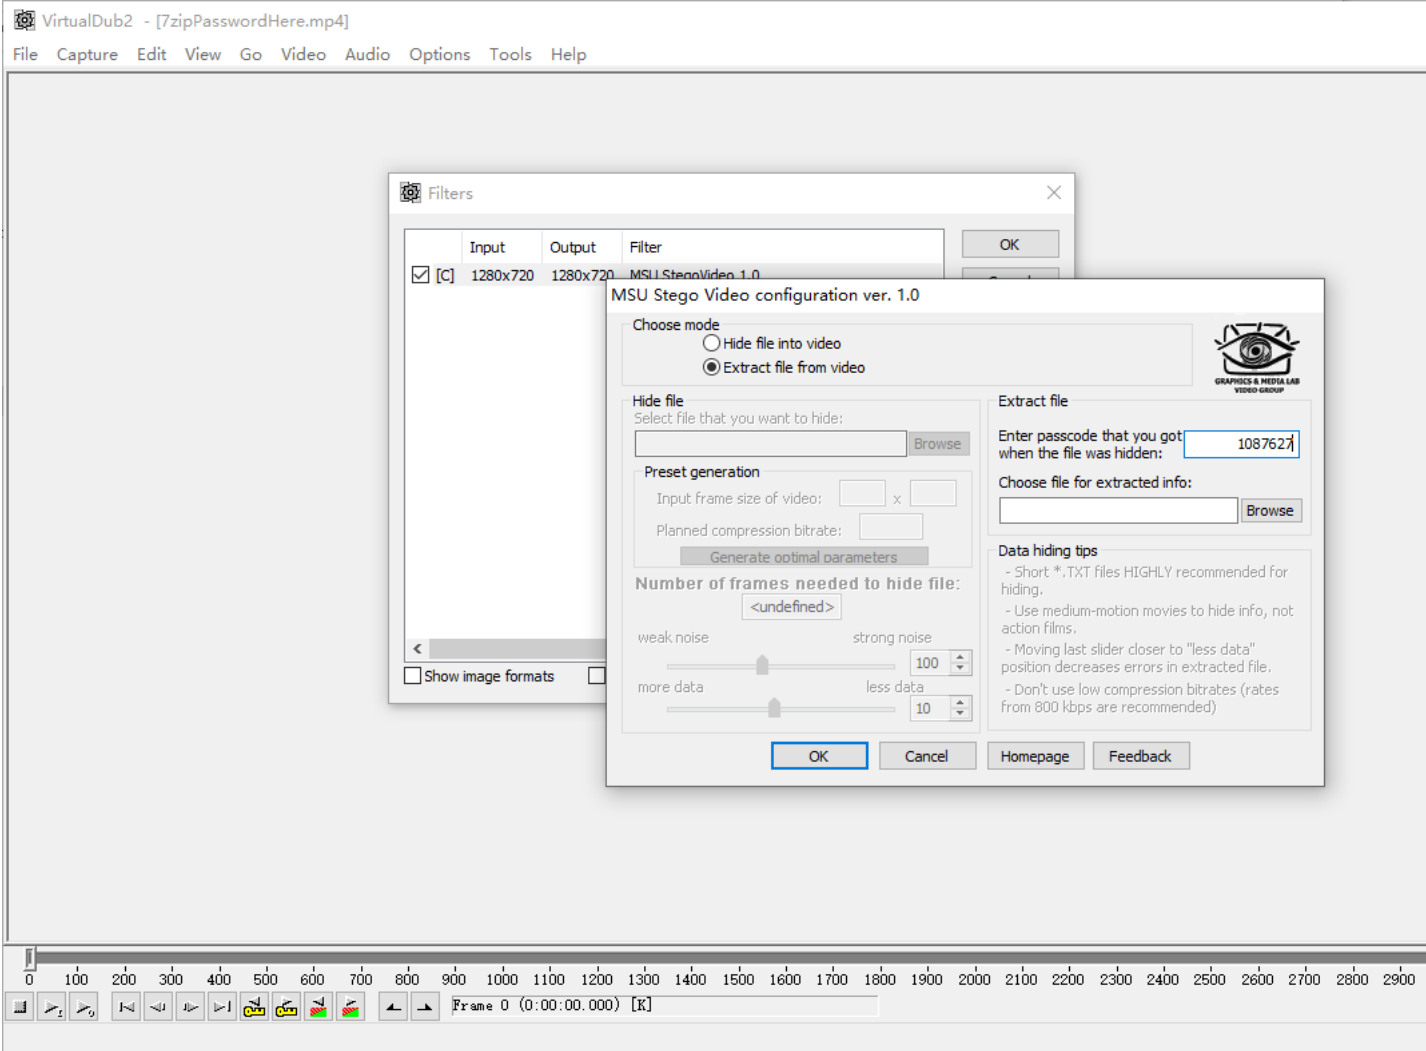 VirtualDub2 - [7zipPasswordHere.mp4]
File Capture Edit View Go Video Audio Options Tools Help
Filters
Input Output Filter
OK
[C] 1280x720 1280x720 MSU StegoVideo 1.0
MSU Stego Video configuration ver. 1.0
Choose mode
Hide file into video
Extract file from video
GRAPHICS & MEDIA LAB
VIDEO GROUP
Hide file
Select file that you want to hide:
Browse
Preset generation
Input frame size of video: x
Planned compression bitrate:
Generate optimal parameters
Number of frames needed to hide file:
<undefined>
weak noise strong noise
100
more data less data
10
Extract file
Enter passcode that you got
when the file was hidden:
1087627
Choose file for extracted info:
Browse
Data hiding tips
- Short *.TXT files HIGHLY recommended for
hiding.
- Use medium-motion movies to hide info, not
action films.
- Moving last slider closer to "less data"
position decreases errors in extracted file.
- Don't use low compression bitrates (rates
from 800 kbps are recommended)
Show image formats
OK Cancel Homepage Feedback
0 100 200 300 400 500 600 700 800 900 1000 1100 1200 1300 1400 1500 1600 1700 1800 1900 2000 2100 2200 2300 2400 2500 2600 2700 2800 2900
Frame 0 (0:00:00.000) [K]